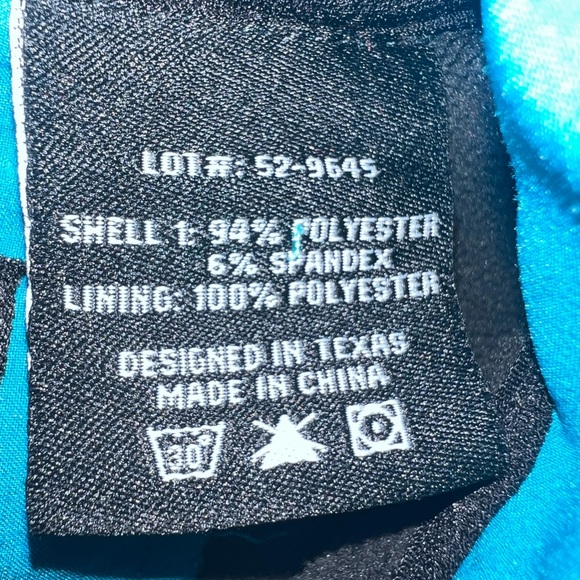 LOT#: 52-9645
SHELL 1: 94% POLYESTER
6% SPANDEX
LINING: 100% POLYESTER
DESIGNED IN TEXAS
MADE IN CHINA
30°